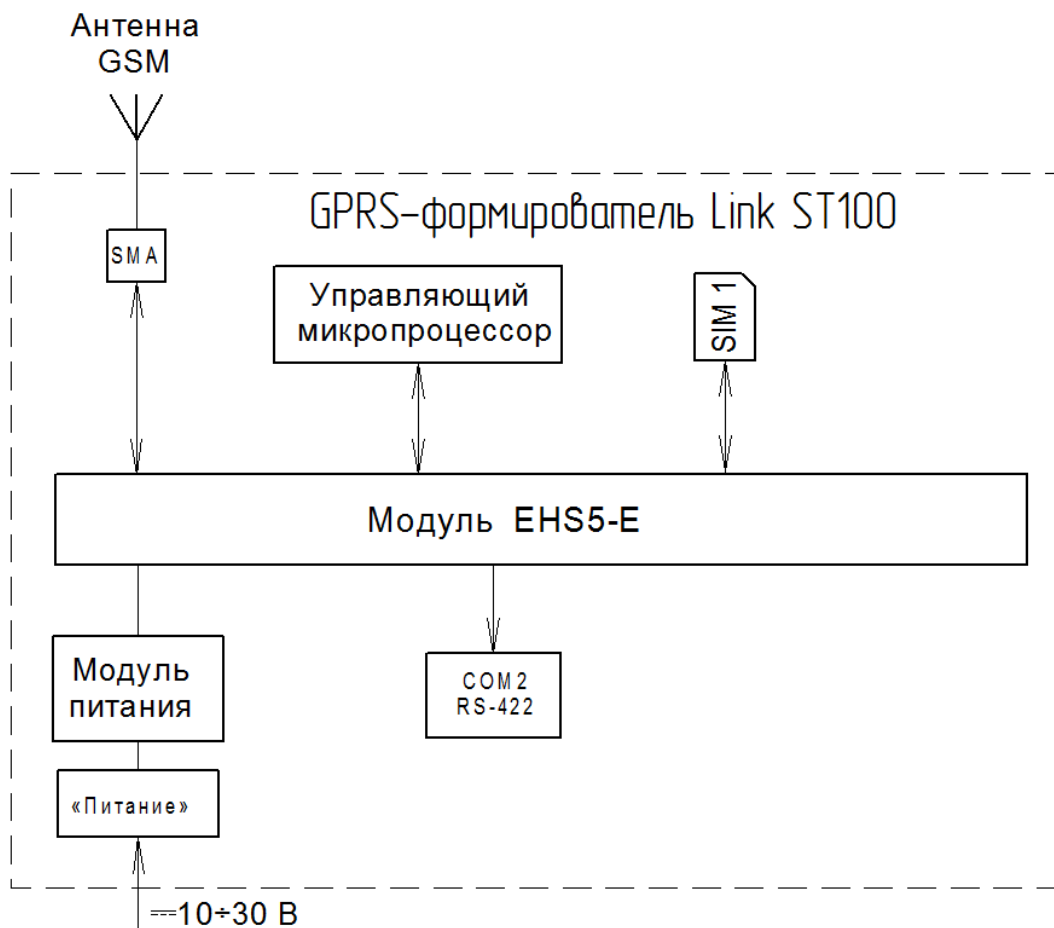 Антенна
GSM
GPRS-формирователь Link ST100
SMA
Управляющий
микропроцессор
SIM 1
Модуль EHS5-E
Модуль
питания
COM2
RS-422
«Питание»
⎓10÷30 В